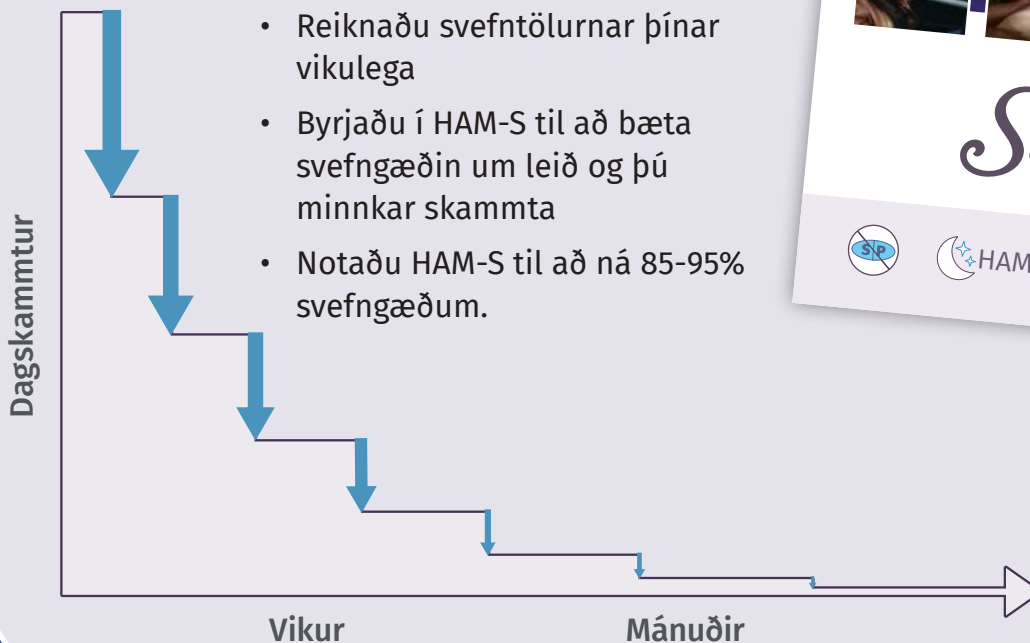 • Reiknaðu svefntölurnar þínar
vikulega
• Byrjaðu í HAM-S til að bæta
svefngæðin um leið og þú
minnkar skammta
• Notaðu HAM-S til að ná 85-95%
svefngæðum.
SP
HAM
Dagskammtur
Vikur
Mánuðir